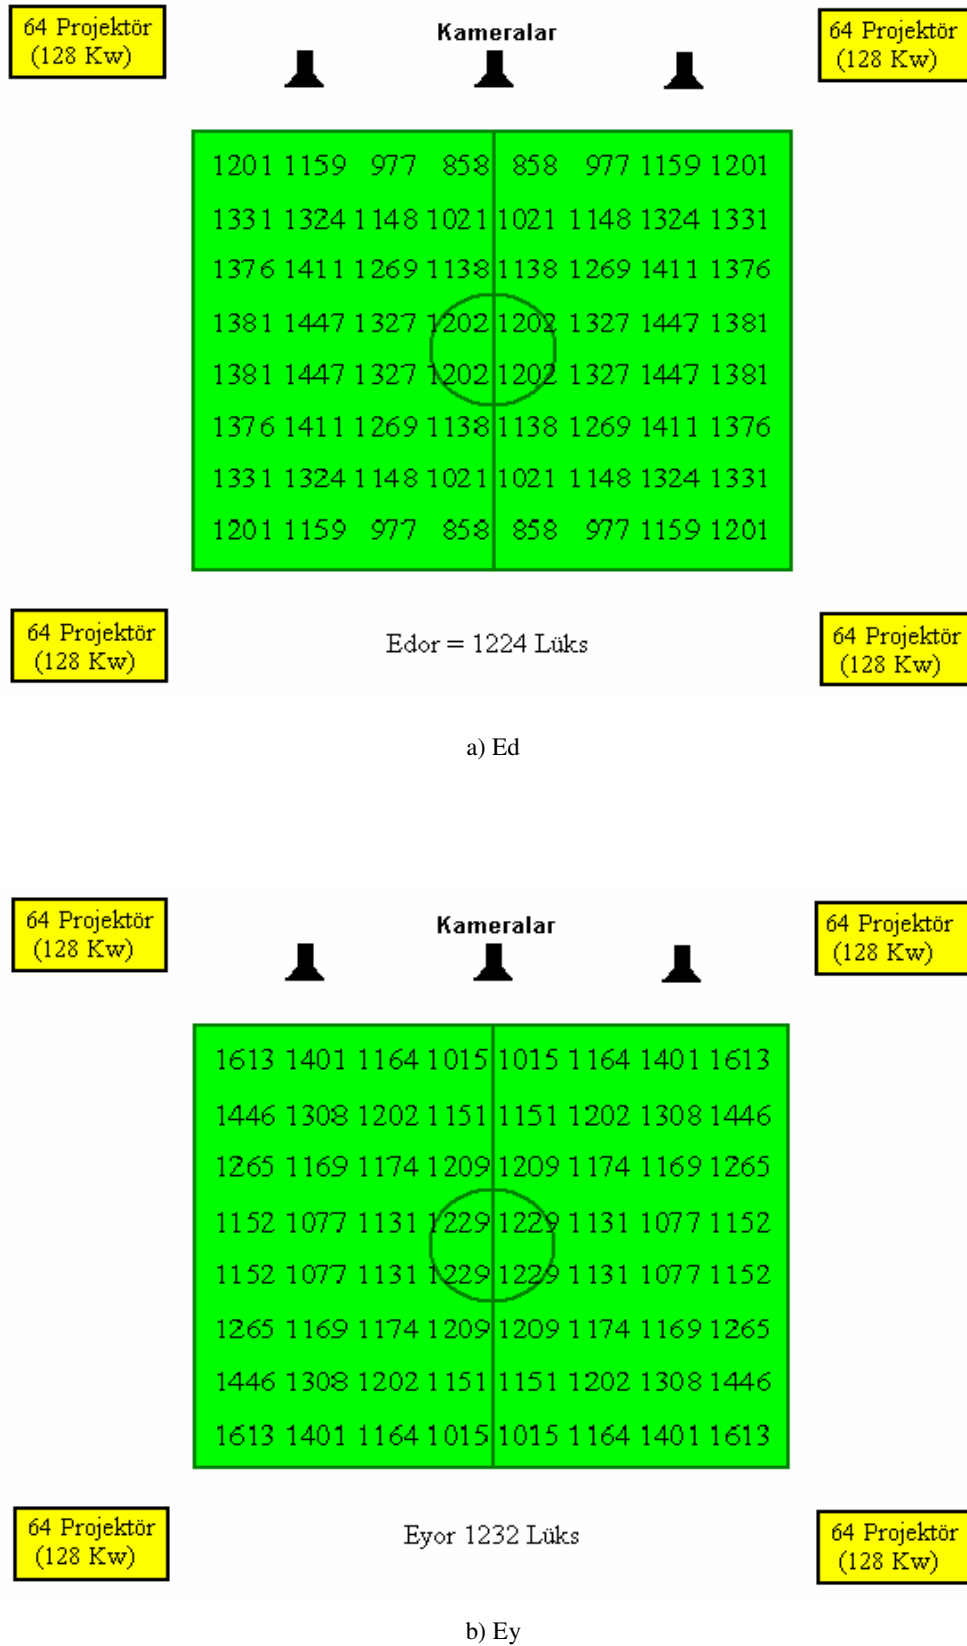 64 Projektör
(128 Kw)
Kameralar
64 Projektör
(128 Kw)
1201 1159 977 858 858 977 1159 1201
1331 1324 1148 1021 1021 1148 1324 1331
1376 1411 1269 1138 1138 1269 1411 1376
1381 1447 1327 1202 1202 1327 1447 1381
1381 1447 1327 1202 1202 1327 1447 1381
1376 1411 1269 1138 1138 1269 1411 1376
1331 1324 1148 1021 1021 1148 1324 1331
1201 1159 977 858 858 977 1159 1201
64 Projektör
(128 Kw)
Edor = 1224 Lüks
64 Projektör
(128 Kw)
a) Ed
64 Projektör
(128 Kw)
Kameralar
64 Projektör
(128 Kw)
1613 1401 1164 1015 1015 1164 1401 1613
1446 1308 1202 1151 1151 1202 1308 1446
1265 1169 1174 1209 1209 1174 1169 1265
1152 1077 1131 1229 1229 1131 1077 1152
1152 1077 1131 1229 1229 1131 1077 1152
1265 1169 1174 1209 1209 1174 1169 1265
1446 1308 1202 1151 1151 1202 1308 1446
1613 1401 1164 1015 1015 1164 1401 1613
64 Projektör
(128 Kw)
Eyor 1232 Lüks
64 Projektör
(128 Kw)
b) Ey